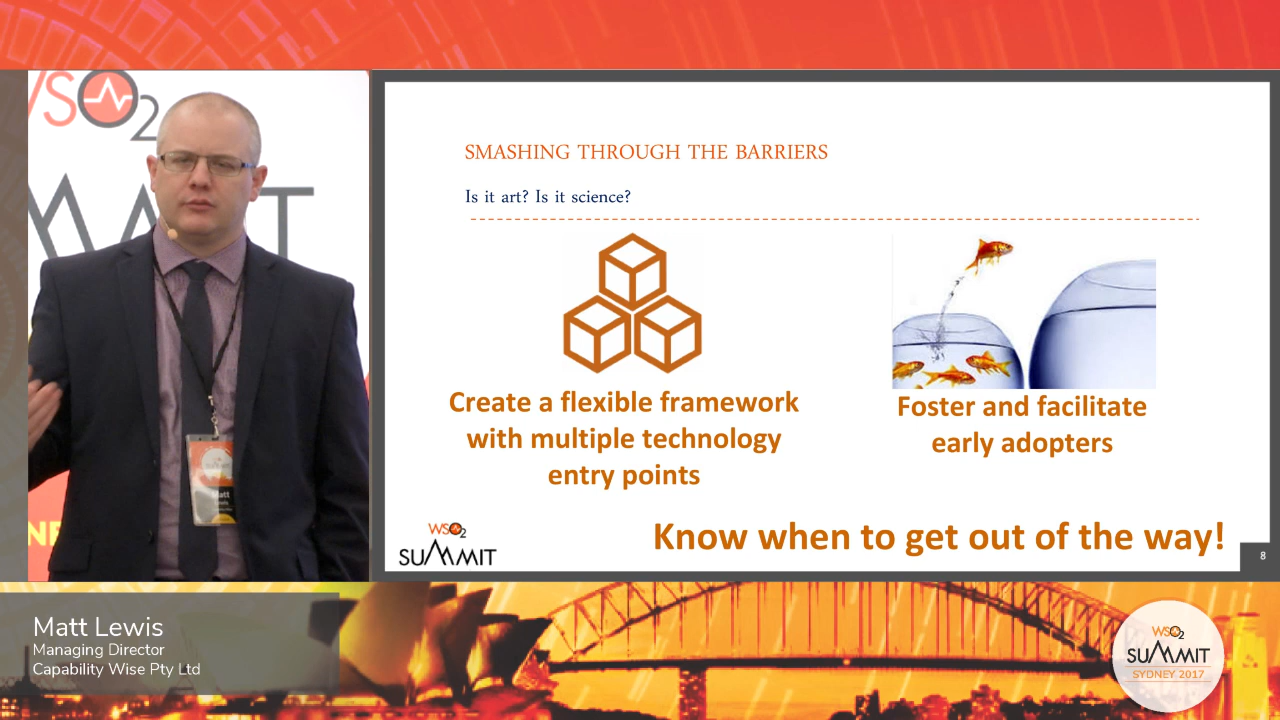 WSO2
SMASHING THROUGH THE BARRIERS
Is it art? Is it science?
Create a flexible framework
with multiple technology
entry points
Foster and facilitate
early adopters
Know when to get out of the way!
WSO2
SUMMIT
8
Matt
Matt Lewis
Managing Director
Capability Wise Pty Ltd
WSO2
SUMMIT
SYDNEY 2017